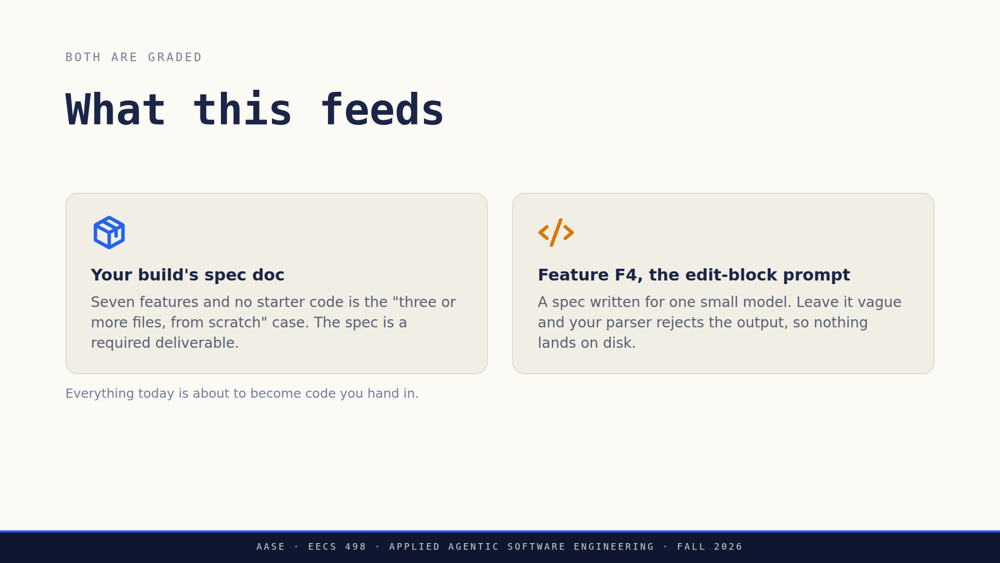 BOTH ARE GRADED
What this feeds
Your build's spec doc
Seven features and no starter code is the "three or
more files, from scratch" case. The spec is a
required deliverable.
Feature F4, the edit-block prompt
A spec written for one small model. Leave it vague
and your parser rejects the output, so nothing
lands on disk.
Everything today is about to become code you hand in.
AASE · EECS 498 · APPLIED AGENTIC SOFTWARE ENGINEERING · FALL 2026